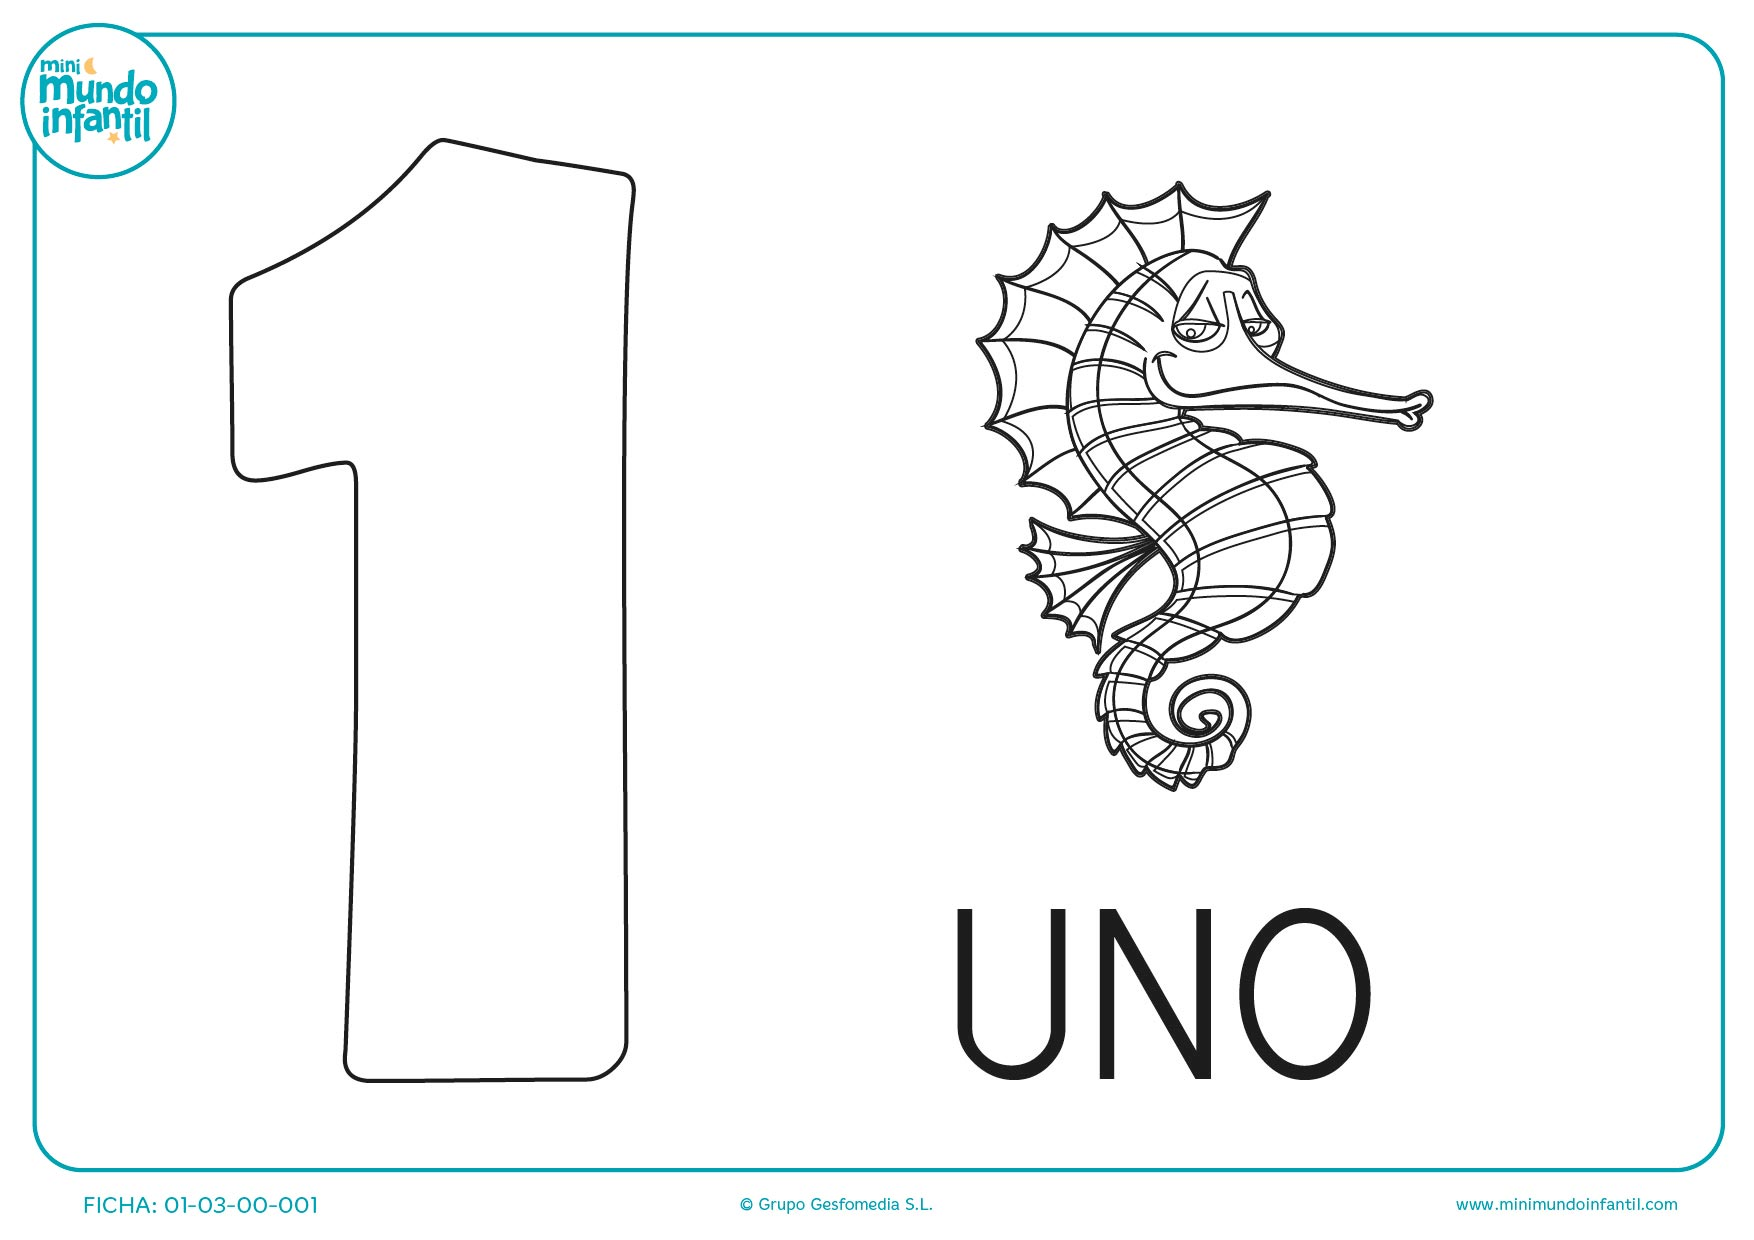 mini
mundo
infantil
1
UNO
FICHA: 01-03-00-001
© Grupo Gesfomedia S.L.
www.minimundoinfantil.com